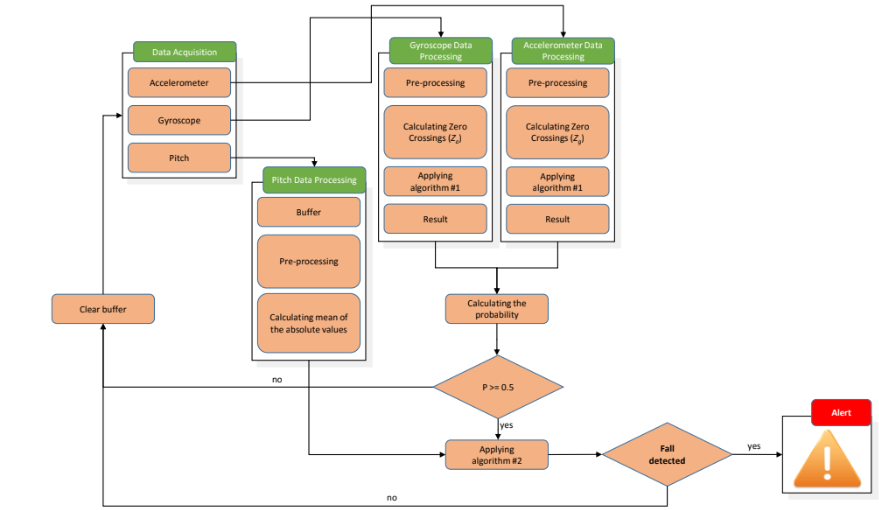 Data Acquisition
Accelerometer
Gyroscope
Pitch
Pitch Data Processing
Buffer
Pre-processing
Calculating mean of
the absolute values
Gyroscope Data
Processing
Pre-processing
Calculating Zero
Crossings (Za)
Applying
algorithm #1
Result
Accelerometer Data
Processing
Pre-processing
Calculating Zero
Crossings (Zg)
Applying
algorithm #1
Result
Clear buffer
Calculating the
probability
P >= 0.5
no
yes
Applying
algorithm #2
Fall
detected
yes
no
Alert